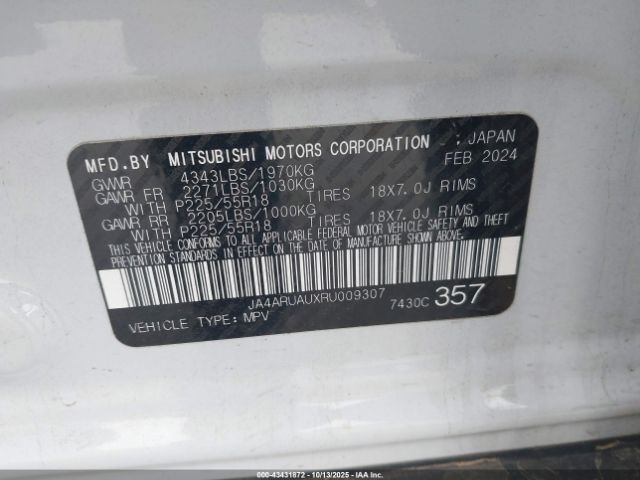 MFD.BY MITSUBISHI MOTORS CORPORATION : JAPAN
GVWR 4343LBS/1970KG FEB 2024
GAWR FR 2271LBS/1030KG
WITH P225/55R18 TIRES 18X7.0J RIMS
GAWR RR 2205LBS/1000KG
WITH P225/55R18 TIRES 18X7.0J RIMS
THIS VEHICLE CONFORMS TO ALL APPLICABLE FEDERAL MOTOR VEHICLE SAFETY, BUMPER AND THEFT
PREVENTION STANDARDS IN EFFECT ON THE DATE OF MANUFACTURE SHOWN ABOVE.
JA4ARUAUXRU009307
7430C 357
VEHICLE TYPE: MPV
000-43431872 - 10/13/2025 - IAAI, Inc. Copyright